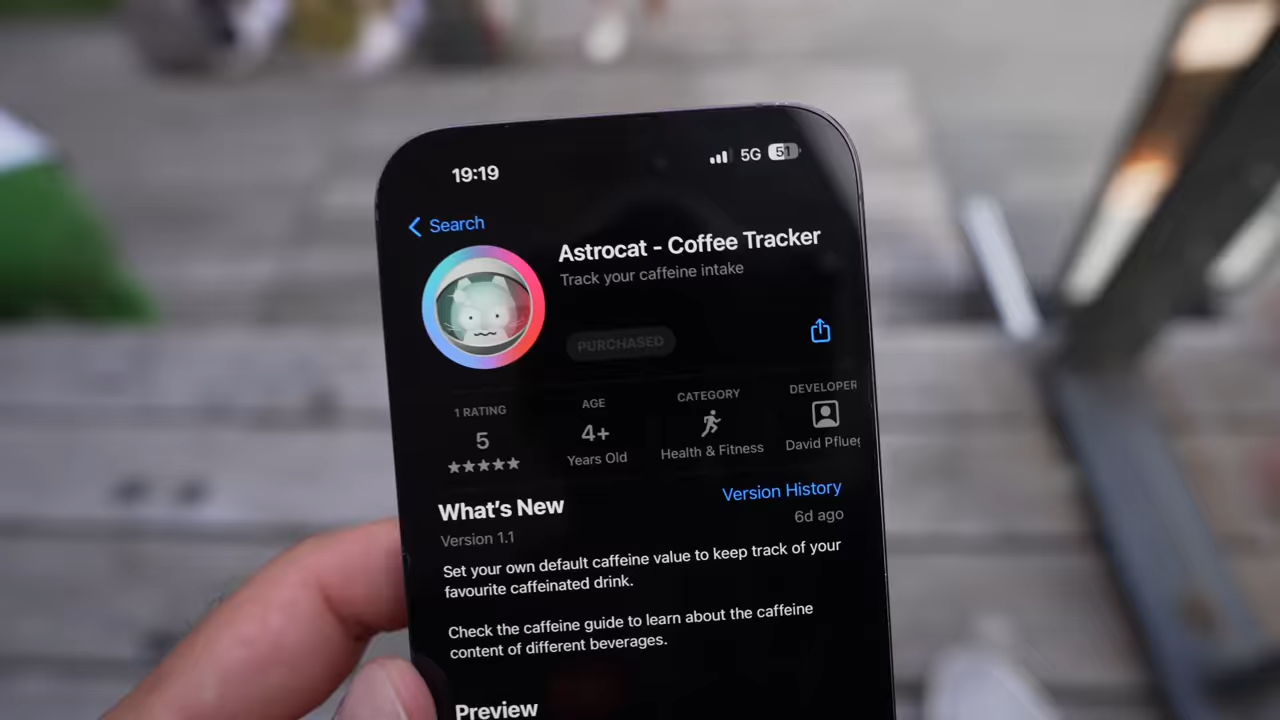 19:19
5G 51
Search
Astrocat - Coffee Tracker
Track your caffeine intake
PURCHASED
1 RATING
5
AGE
4+
Years Old
CATEGORY
Health & Fitness
DEVELOPER
David Pflueg
What's New
Version History
Version 1.1
6d ago
Set your own default caffeine value to keep track of your
favourite caffeinated drink.
Check the caffeine guide to learn about the caffeine
content of different beverages.
Preview